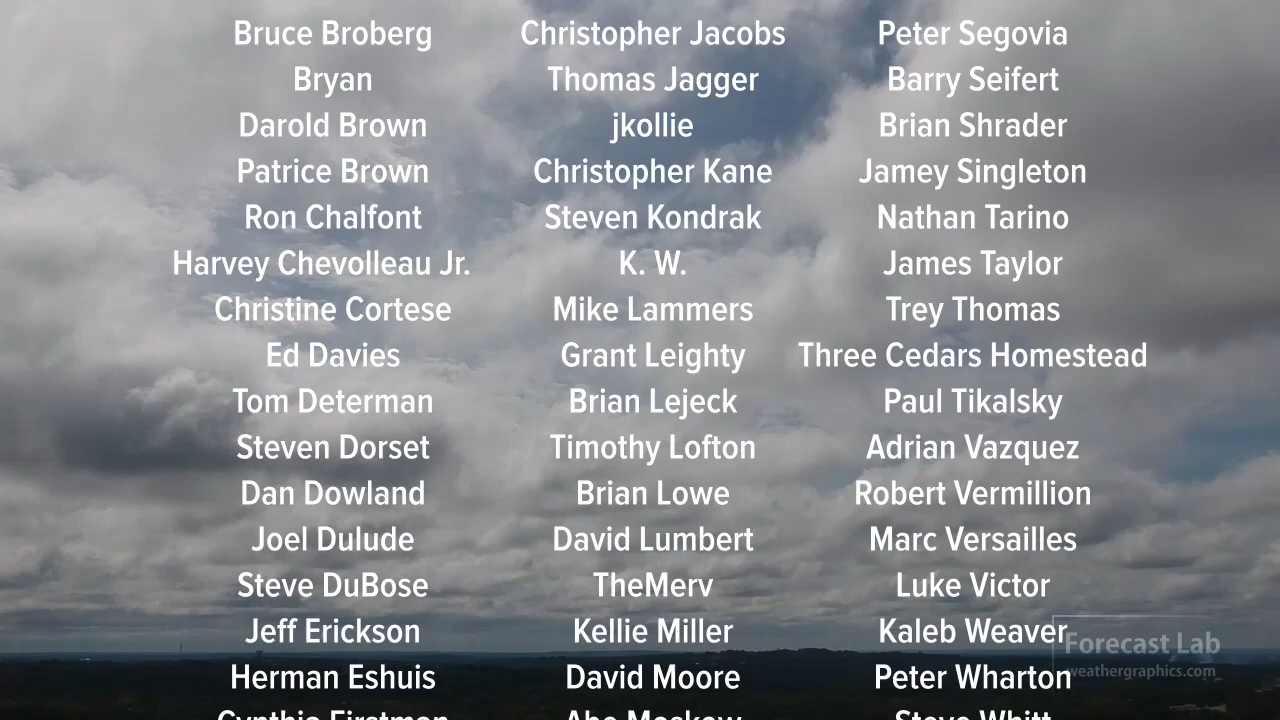 Bruce Broberg
Bryan
Darold Brown
Patrice Brown
Ron Chalfont
Harvey Chevolleau Jr.
Christine Cortese
Ed Davies
Tom Determan
Steven Dorset
Dan Dowland
Joel Dulude
Steve DuBose
Jeff Erickson
Herman Eshuis
Christopher Jacobs
Thomas Jagger
jkollie
Christopher Kane
Steven Kondrak
K. W.
Mike Lammers
Grant Leighty
Brian Lejeck
Timothy Lofton
Brian Lowe
David Lumbert
TheMerv
Kellie Miller
David Moore
Peter Segovia
Barry Seifert
Brian Shrader
Jamey Singleton
Nathan Tarino
James Taylor
Trey Thomas
Three Cedars Homestead
Paul Tikalsky
Adrian Vazquez
Robert Vermillion
Marc Versailles
Luke Victor
Kaleb Weaver
Peter Wharton
Forecast Lab
weathergraphics.com